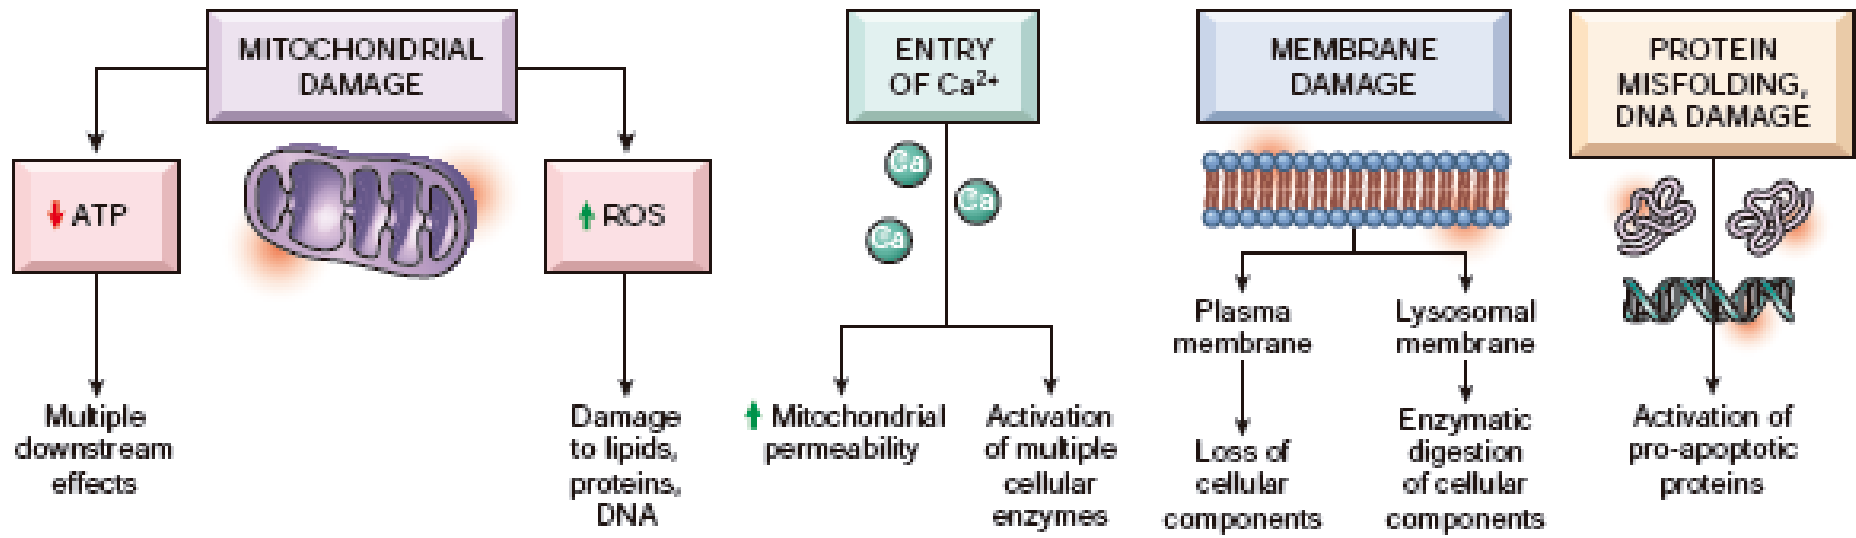 MITOCHONDRIAL
DAMAGE
↓ ATP
↑ ROS
Multiple
downstream
effects
Damage
to lipids,
proteins,
DNA
ENTRY
OF Ca²⁺
Ca
Ca
Ca
↑ Mitochondrial
permeability
Activation
of multiple
cellular
enzymes
MEMBRANE
DAMAGE
Plasma
membrane
Loss of
cellular
components
Lysosomal
membrane
Enzymatic
digestion
of cellular
components
PROTEIN
MISFOLDING,
DNA DAMAGE
Activation of
pro-apoptotic
proteins